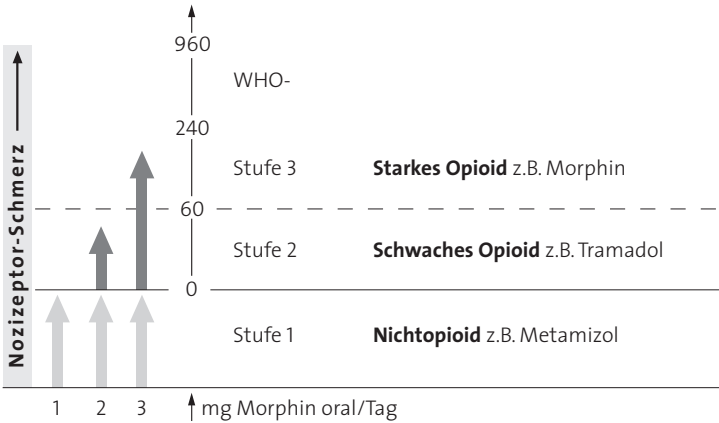 Nozizeptor-Schmerz
960
WHO-
240
Stufe 3 Starkes Opioid z.B. Morphin
60
Stufe 2 Schwaches Opioid z.B. Tramadol
0
Stufe 1 Nichtopioid z.B. Metamizol
1 2 3 mg Morphin oral/Tag